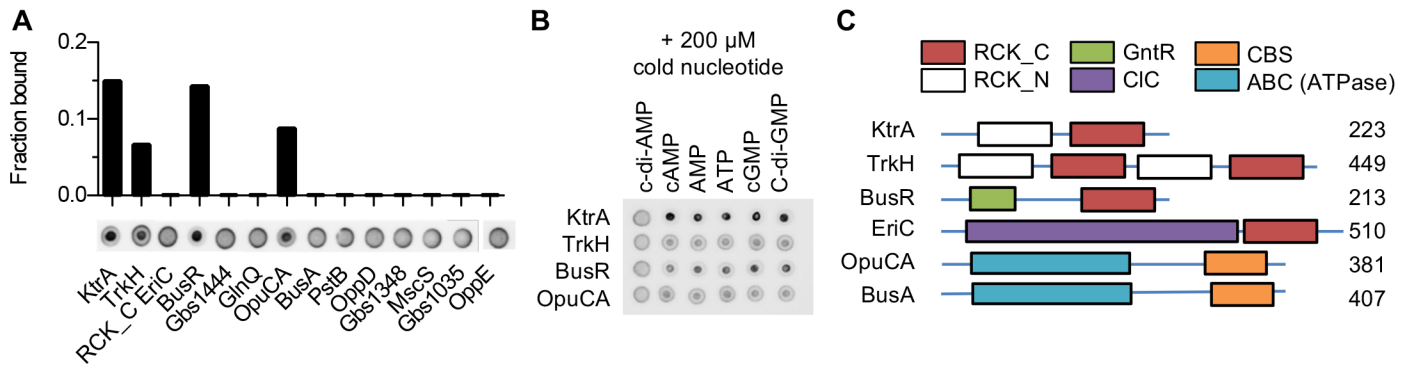 A
Fraction bound
0.2
0.1
0.0
KtrA
TrkH
RCK_C EriC
BusR
Gbs1444
GlnQ
OpuCA
BusA
PstB
OppD
Gbs1348
MscS
Gbs1035
OppE
B
+ 200 µM
cold nucleotide
c-di-AMP
cAMP
AMP
ATP
cGMP
C-di-GMP
KtrA
TrkH
BusR
OpuCA
C
RCK_C
GntR
CBS
RCK_N
ClC
ABC (ATPase)
KtrA 223
TrkH 449
BusR 213
EriC 510
OpuCA 381
BusA 407